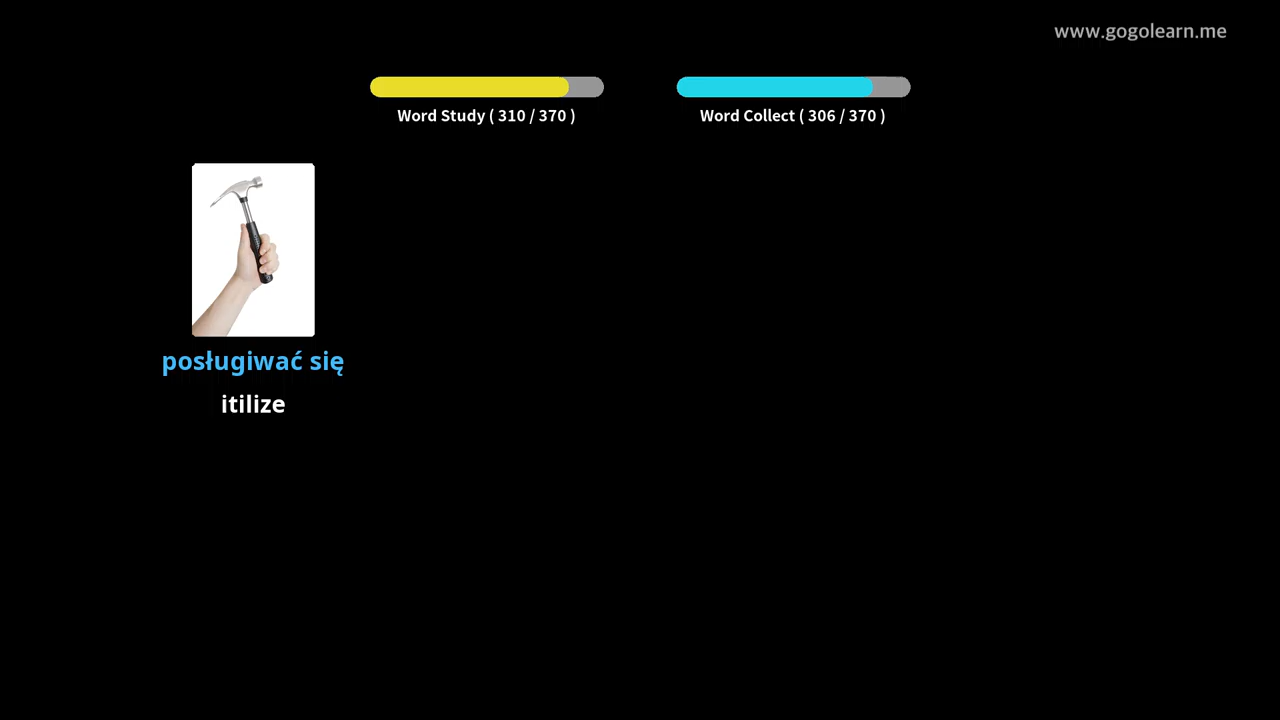 www.gogolearn.me
Word Study ( 310 / 370 )
Word Collect ( 306 / 370 )
posługiwać się
itilize